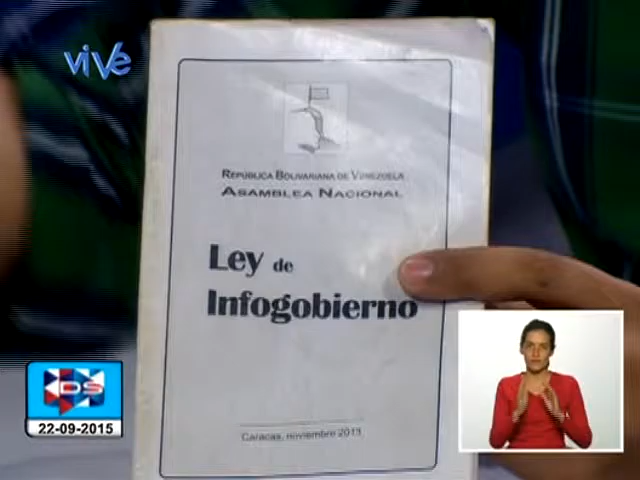 vive
República Bolivariana de Venezuela
Asamblea Nacional
Ley de
Infogobierno
Caracas, noviembre 2013
DS
22-09-2015